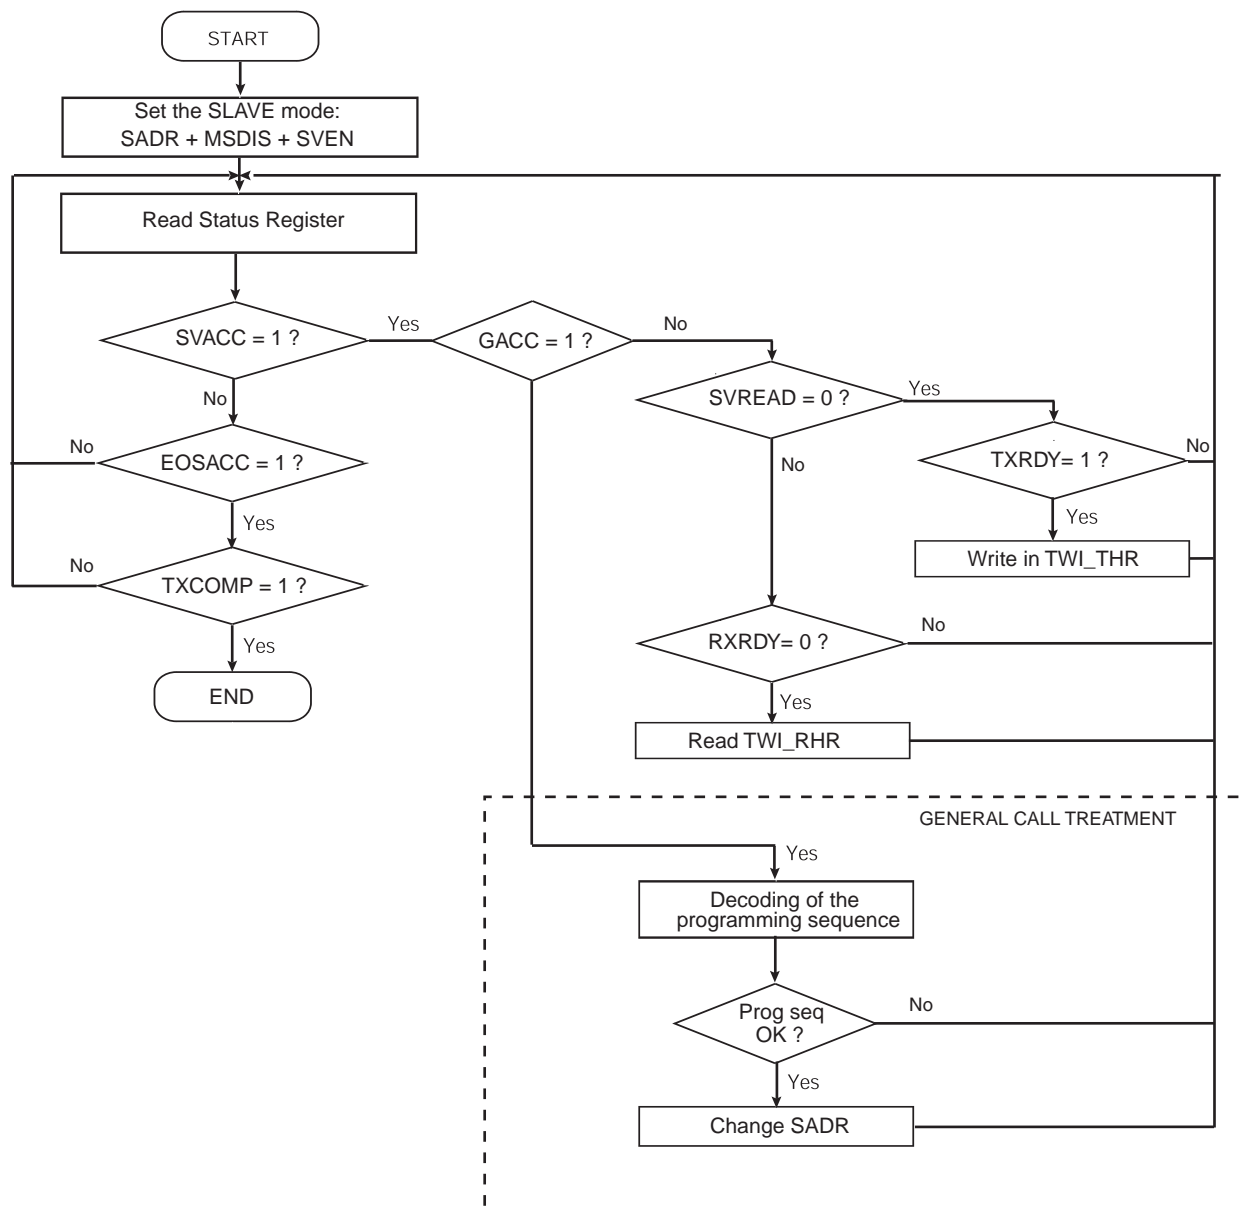 START
Set the SLAVE mode:
SADR + MSDIS + SVEN
Read Status Register
SVACC = 1 ?
Yes
GACC = 1 ?
No
SVREAD = 0 ?
Yes
No
EOSACC = 1 ?
No
TXRDY= 1 ?
No
No
Yes
Yes
Write in TWI_THR
No
TXCOMP = 1 ?
Yes
END
RXRDY= 0 ?
No
Yes
Read TWI_RHR
GENERAL CALL TREATMENT
Yes
Decoding of the
programming sequence
Prog seq
OK ?
No
Yes
Change SADR